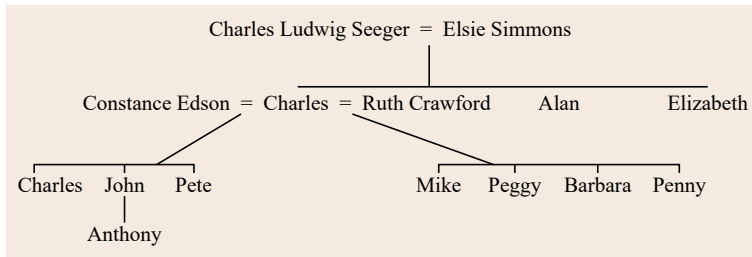 Charles Ludwig Seeger = Elsie Simmons
Constance Edson = Charles = Ruth Crawford Alan Elizabeth
Charles John Pete Mike Peggy Barbara Penny
Anthony